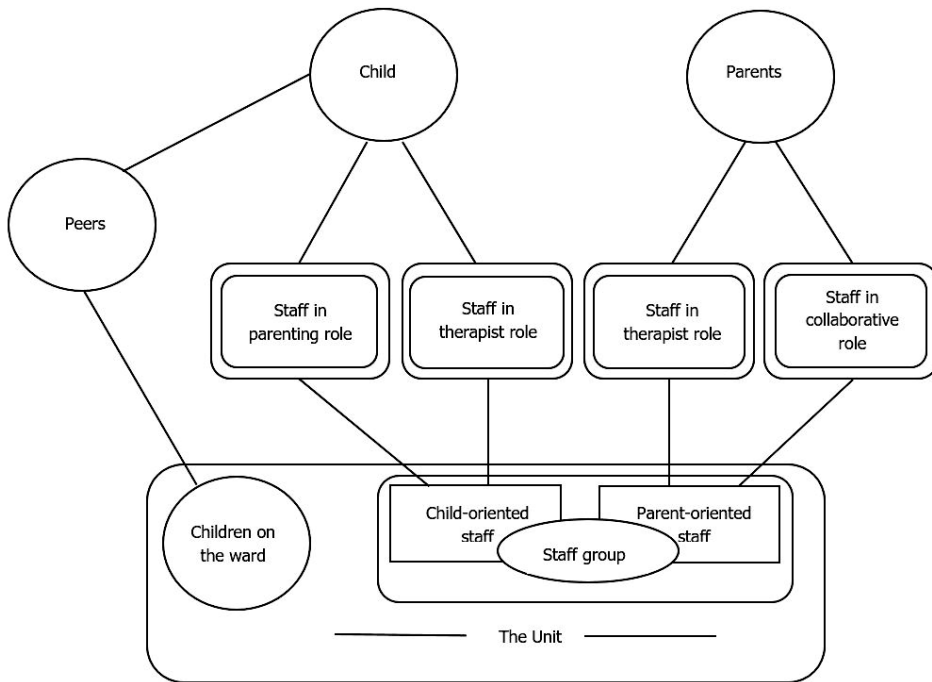 Child
Parents
Peers
Staff in
parenting role
Staff in
therapist role
Staff in
therapist role
Staff in
collaborative
role
Children on
the ward
Child-oriented
staff
Parent-oriented
staff
Staff group
The Unit